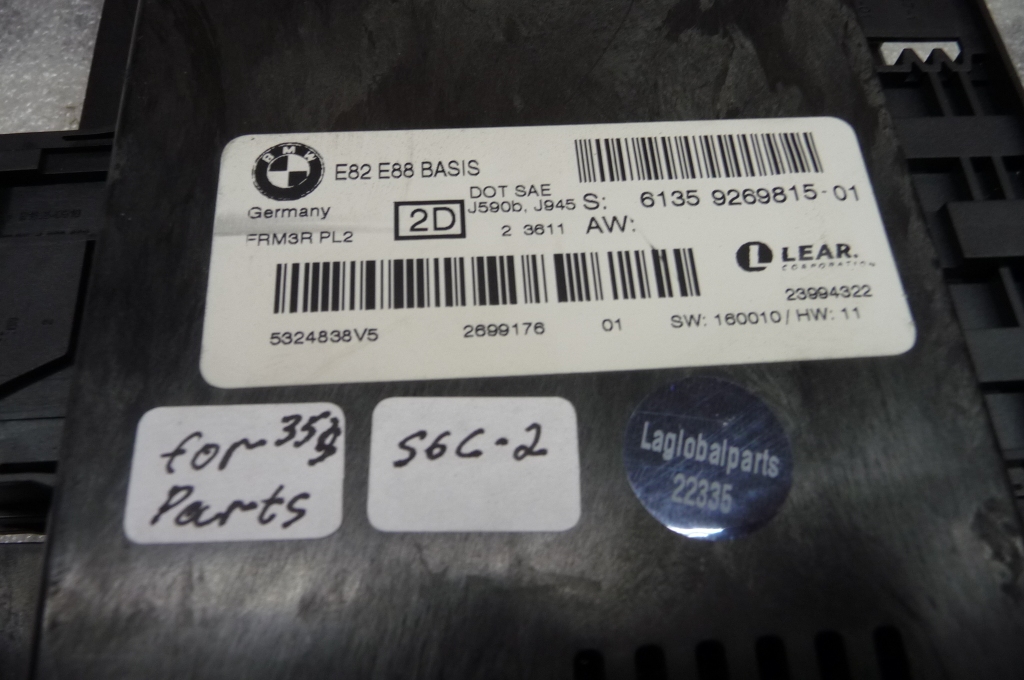 BMW
E82 E88 BASIS
Germany
FRM3R PL2
2D
DOT SAE
J590b, J945
2 3611
S: 6135 9269815-01
AW:
LEAR.
CORPORATION
23994322
5324838V5 2699176 01 SW: 160010 / HW: 11
for
Parts
S6C-2
Laglobalparts
22335